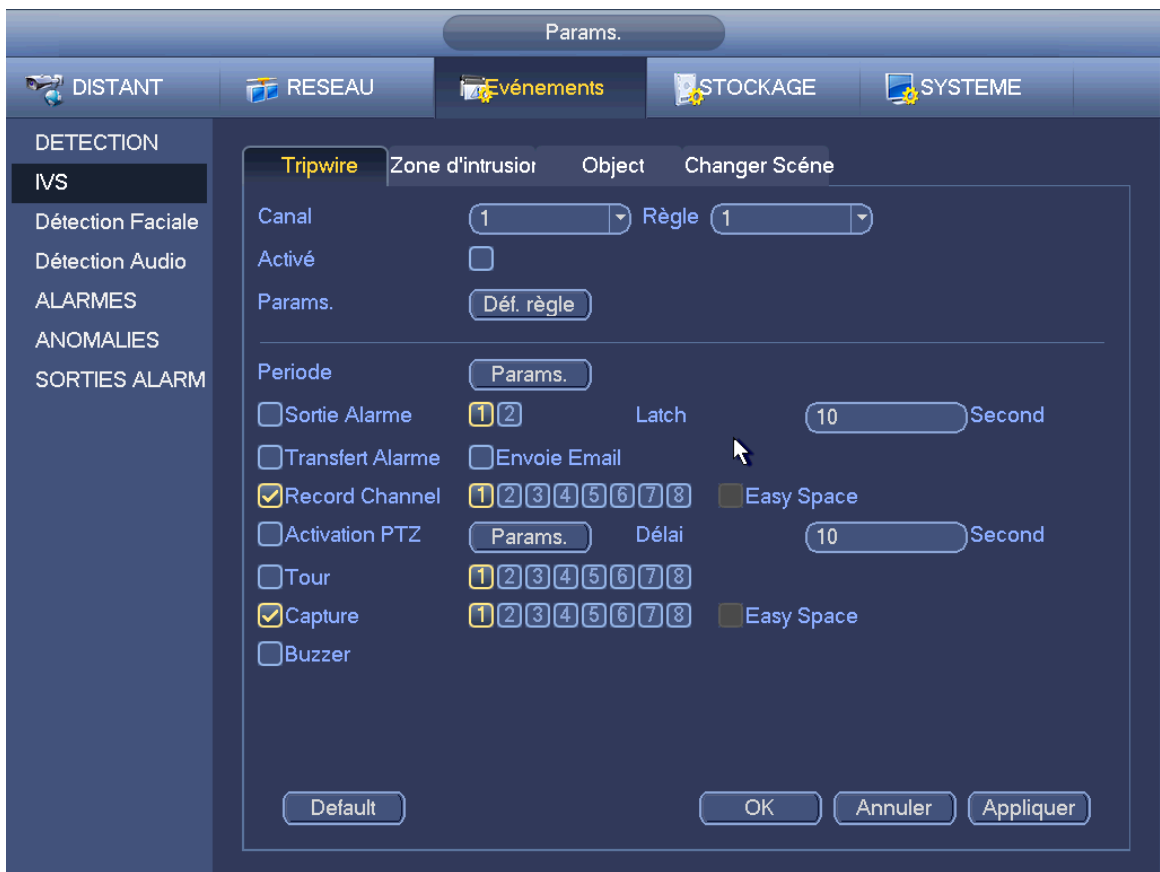 Params.
DISTANT RESEAU Evénements STOCKAGE SYSTEME
DETECTION
IVS
Détection Faciale
Détection Audio
ALARMES
ANOMALIES
SORTIES ALARM
Tripwire Zone d'intrusior Object Changer Scéne
Canal 1 Règle 1
Activé
Params. Déf. règle
Periode Params.
Sortie Alarme 1 2 Latch 10 Second
Transfert Alarme Envoie Email
Record Channel 1 2 3 4 5 6 7 8 Easy Space
Activation PTZ Params. Délai 10 Second
Tour 1 2 3 4 5 6 7 8
Capture 1 2 3 4 5 6 7 8 Easy Space
Buzzer
Default OK Annuler Appliquer